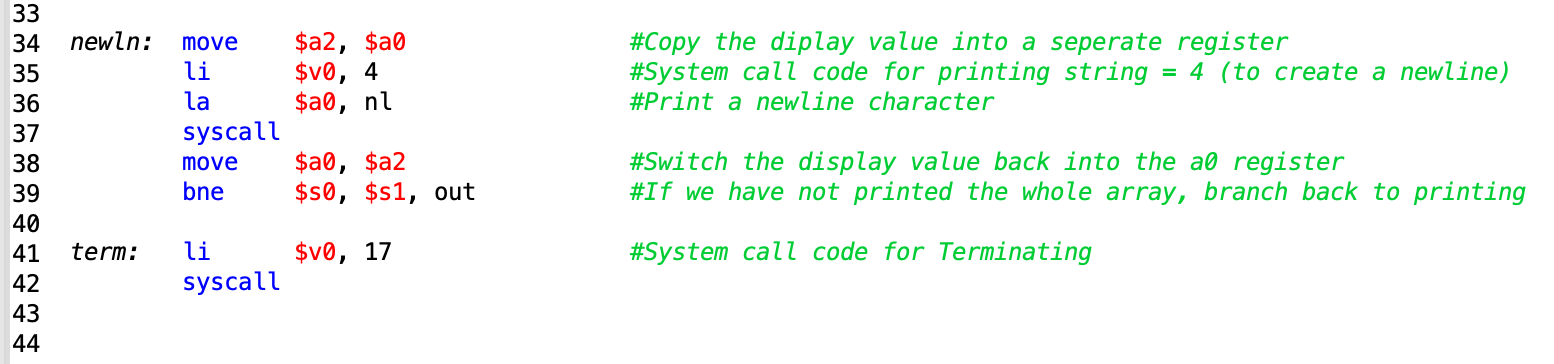 33
34 newln: move $a2, $a0 #Copy the diplay value into a seperate register
35 li $v0, 4 #System call code for printing string = 4 (to create a newline)
36 la $a0, nl #Print a newline character
37 syscall
38 move $a0, $a2 #Switch the display value back into the a0 register
39 bne $s0, $s1, out #If we have not printed the whole array, branch back to printing
40
41 term: li $v0, 17 #System call code for Terminating
42 syscall
43
44